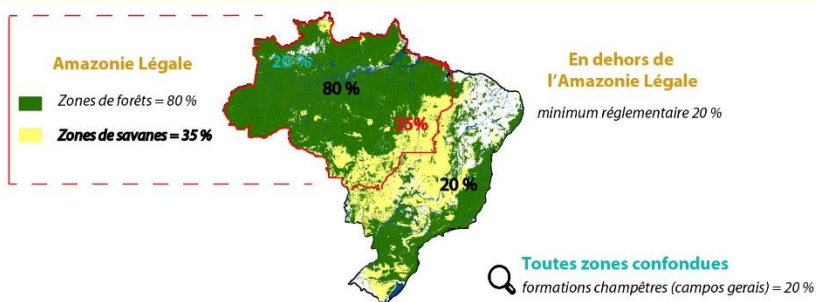 Amazonie Légale
Zones de forêts = 80 %
Zones de savanes = 35 %
20 %
80 %
35%
20 %
En dehors de
l'Amazonie Légale
minimum réglementaire 20 %
Toutes zones confondues
formations champêtres (campos gerais) = 20 %